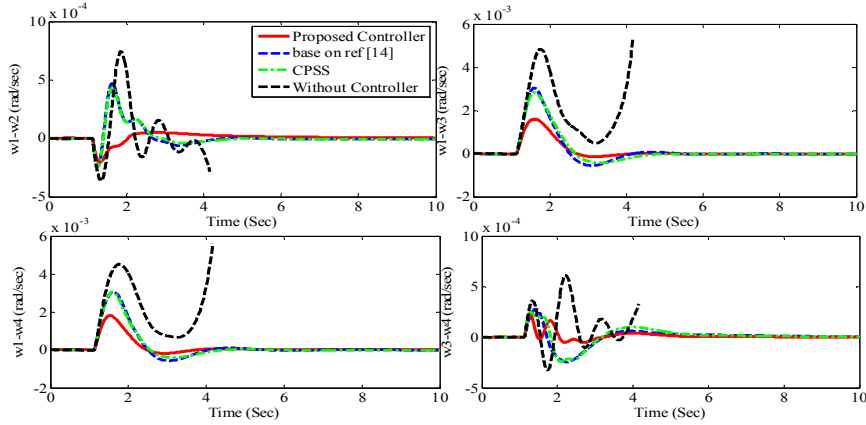 x 10⁻⁴
10
5
0
-5
w1-w2 (rad/sec)
0 2 4 6 8 10
Time (Sec)
Proposed Controller
base on ref [14]
CPSS
Without Controller
x 10⁻³
6
4
2
0
-2
w1-w3 (rad/sec)
0 2 4 6 8 10
Time (Sec)
x 10⁻³
6
4
2
0
-2
w1-w4 (rad/sec)
0 2 4 6 8 10
Time (Sec)
x 10⁻⁴
10
5
0
-5
w3-w4 (rad/sec)
0 2 4 6 8 10
Time (Sec)